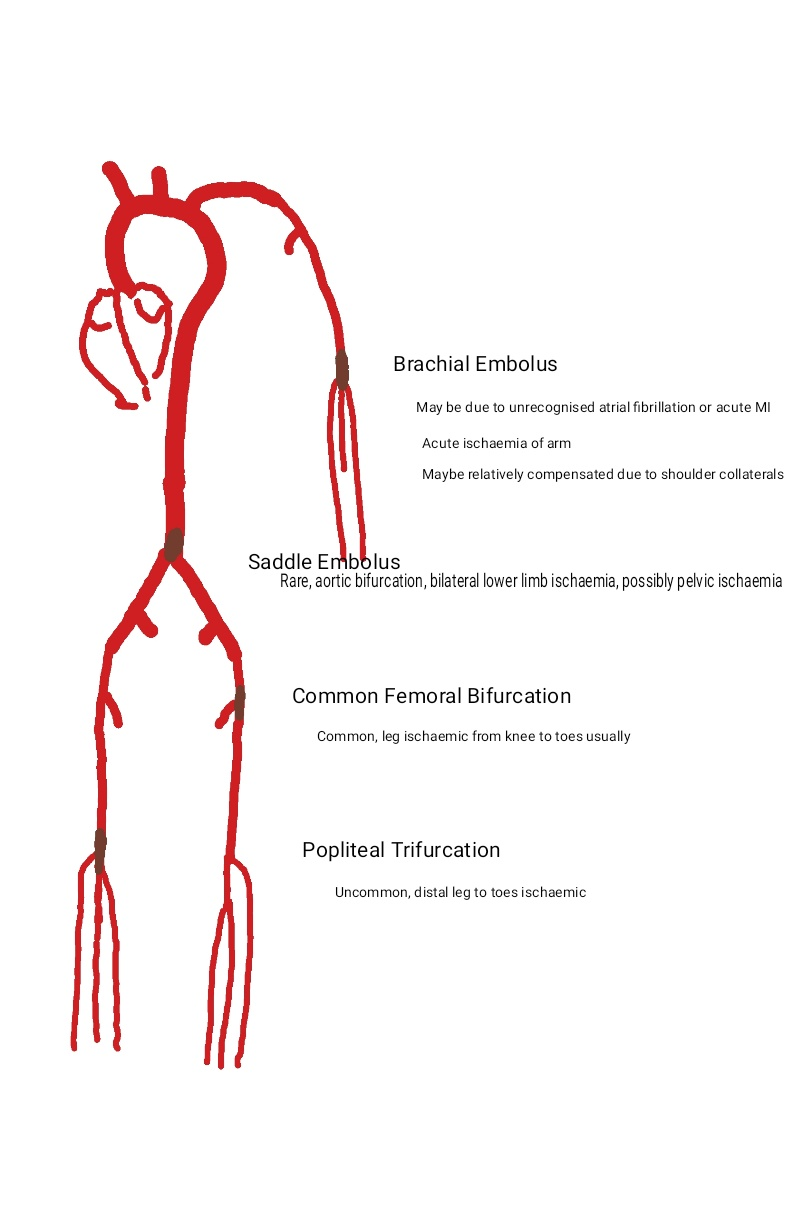 Brachial Embolus
May be due to unrecognised atrial fibrillation or acute MI
Acute ischaemia of arm
Maybe relatively compensated due to shoulder collaterals
Saddle Embolus
Rare, aortic bifurcation, bilateral lower limb ischaemia, possibly pelvic ischaemia
Common Femoral Bifurcation
Common, leg ischaemic from knee to toes usually
Popliteal Trifurcation
Uncommon, distal leg to toes ischaemic